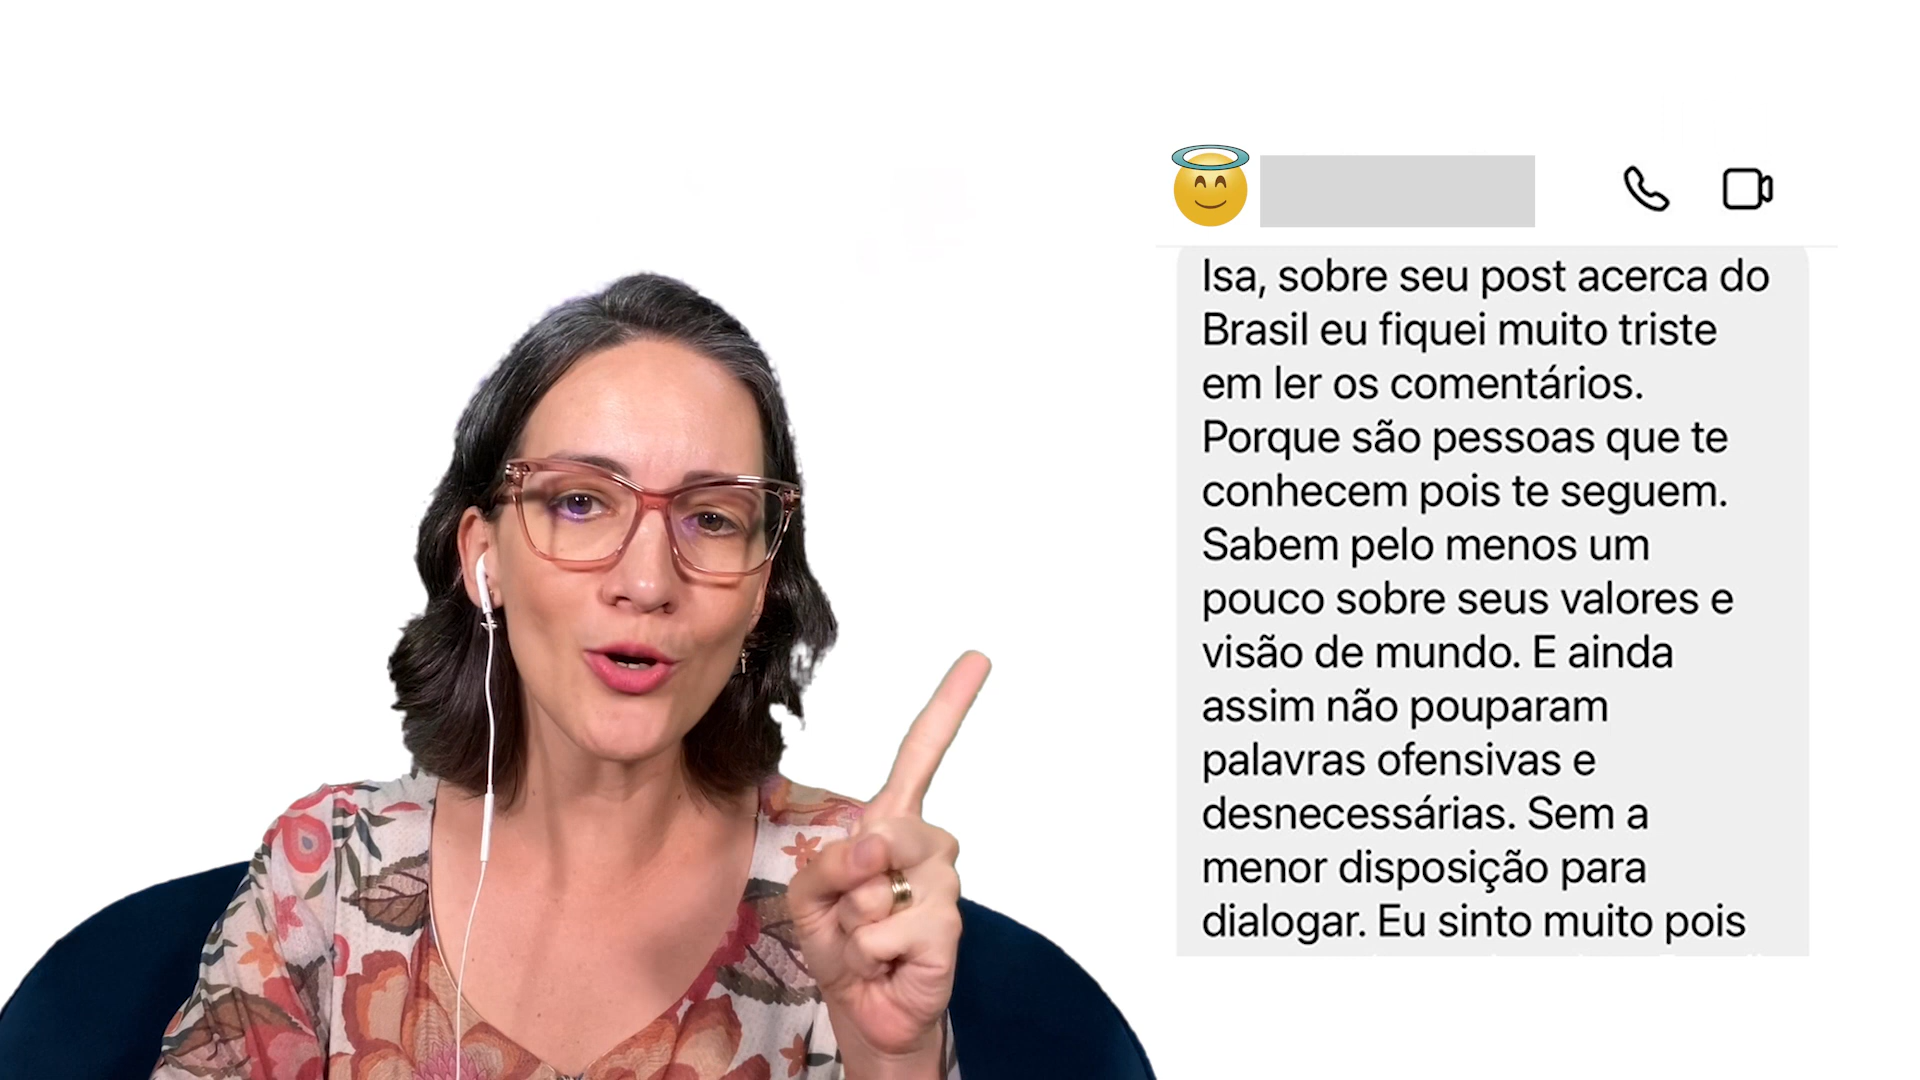 Isa, sobre seu post acerca do
Brasil eu fiquei muito triste
em ler os comentários.
Porque são pessoas que te
conhecem pois te seguem.
Sabem pelo menos um
pouco sobre seus valores e
visão de mundo. E ainda
assim não pouparam
palavras ofensivas e
desnecessárias. Sem a
menor disposição para
dialogar. Eu sinto muito pois